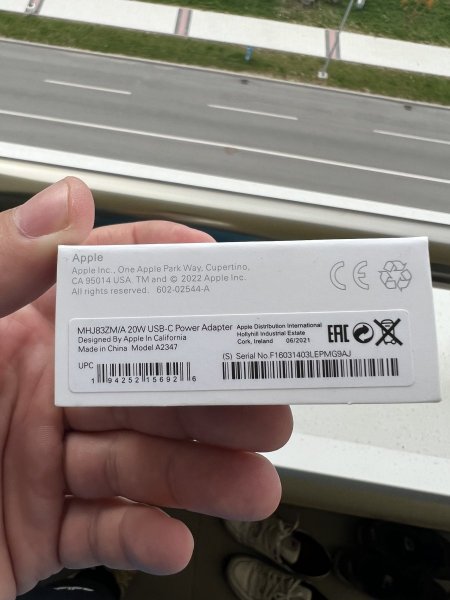 Apple
Apple Inc., One Apple Park Way, Cupertino,
CA 95014 USA. TM and © 2022 Apple Inc.
All rights reserved. 602-02544-A
CE
MHJ83ZM/A 20W USB-C Power Adapter
Designed By Apple In California
Made in China Model A2347
Apple Distribution International
Hollyhill Industrial Estate
Cork, Ireland 06/2021
EAC
UPC
1 94252 15692 6
(S) Serial No.F16031403LEPMG9AJ